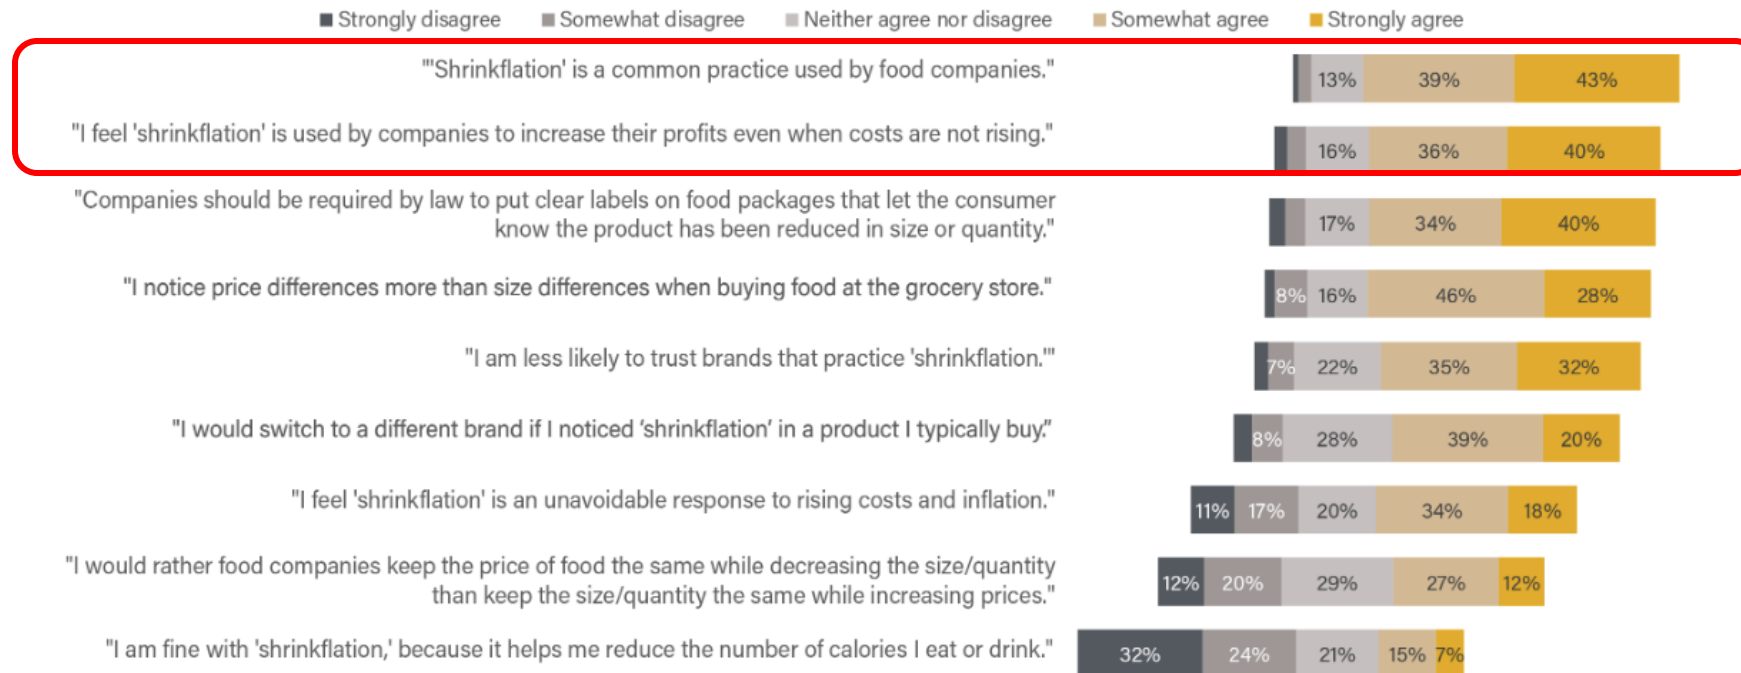 Strongly disagree Somewhat disagree Neither agree nor disagree Somewhat agree Strongly agree
"'Shrinkflation' is a common practice used by food companies." 13% 39% 43%
"I feel 'shrinkflation' is used by companies to increase their profits even when costs are not rising." 16% 36% 40%
"Companies should be required by law to put clear labels on food packages that let the consumer
know the product has been reduced in size or quantity." 17% 34% 40%
"I notice price differences more than size differences when buying food at the grocery store." 8% 16% 46% 28%
"I am less likely to trust brands that practice 'shrinkflation.'" 7% 22% 35% 32%
"I would switch to a different brand if I noticed ‘shrinkflation’ in a product I typically buy.” 8% 28% 39% 20%
"I feel 'shrinkflation' is an unavoidable response to rising costs and inflation." 11% 17% 20% 34% 18%
"I would rather food companies keep the price of food the same while decreasing the size/quantity
than keep the size/quantity the same while increasing prices." 12% 20% 29% 27% 12%
"I am fine with 'shrinkflation,' because it helps me reduce the number of calories I eat or drink." 32% 24% 21% 15% 7%